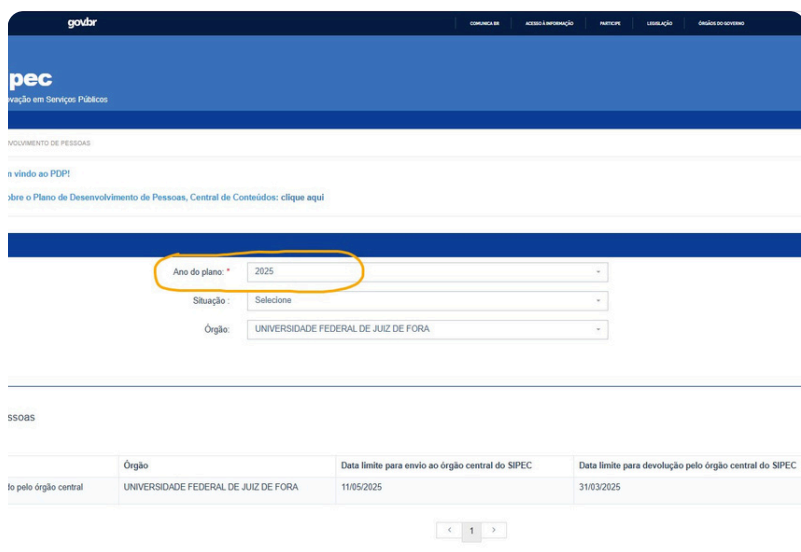 gov.br COMUNICA BR ACESSO À INFORMAÇÃO PARTICIPE LEGISLAÇÃO ÓRGÃOS DO GOVERNO
pec
ovação em Serviços Públicos
NVOLVIMENTO DE PESSOAS
m vindo ao PDP!
obre o Plano de Desenvolvimento de Pessoas, Central de Conteúdos: clique aqui
Ano do plano: * 2025
Situação : Selecione
Órgão: UNIVERSIDADE FEDERAL DE JUIZ DE FORA
ssoas
Órgão Data limite para envio ao órgão central do SIPEC Data limite para devolução pelo órgão central do SIPEC
do pelo órgão central UNIVERSIDADE FEDERAL DE JUIZ DE FORA 11/05/2025 31/03/2025
< 1 >